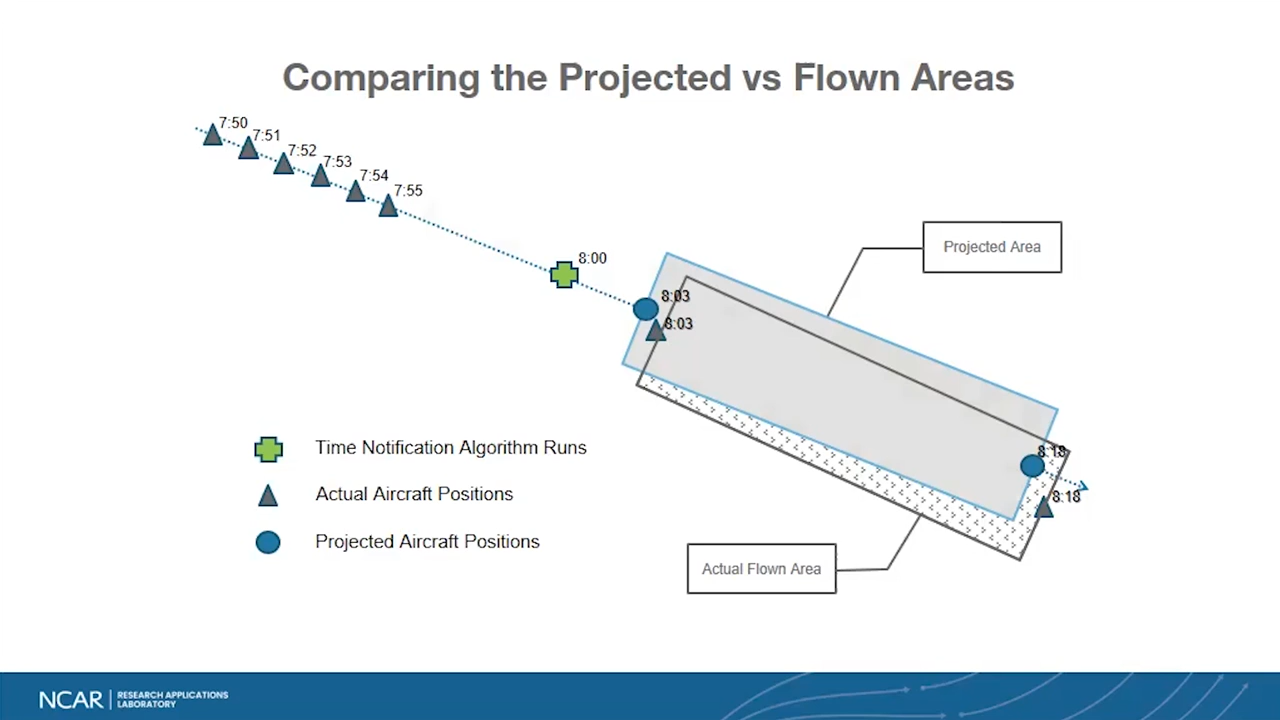 Comparing the Projected vs Flown Areas
7:50
7:51
7:52
7:53
7:54
7:55
8:00
Projected Area
8:03
8:03
8:18
8:18
Time Notification Algorithm Runs
Actual Aircraft Positions
Projected Aircraft Positions
Actual Flown Area
NCAR
RESEARCH APPLICATIONS
LABORATORY